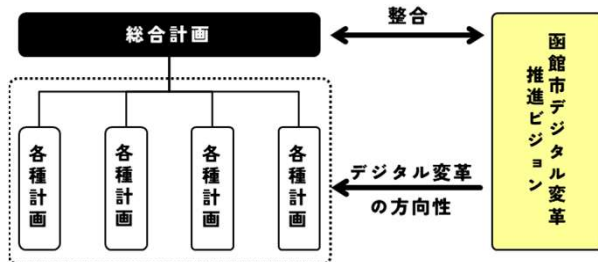 総合計画
整合
函館市デジタル変革
推進ビジョン
各種計画
各種計画
各種計画
各種計画
デジタル変革
の方向性